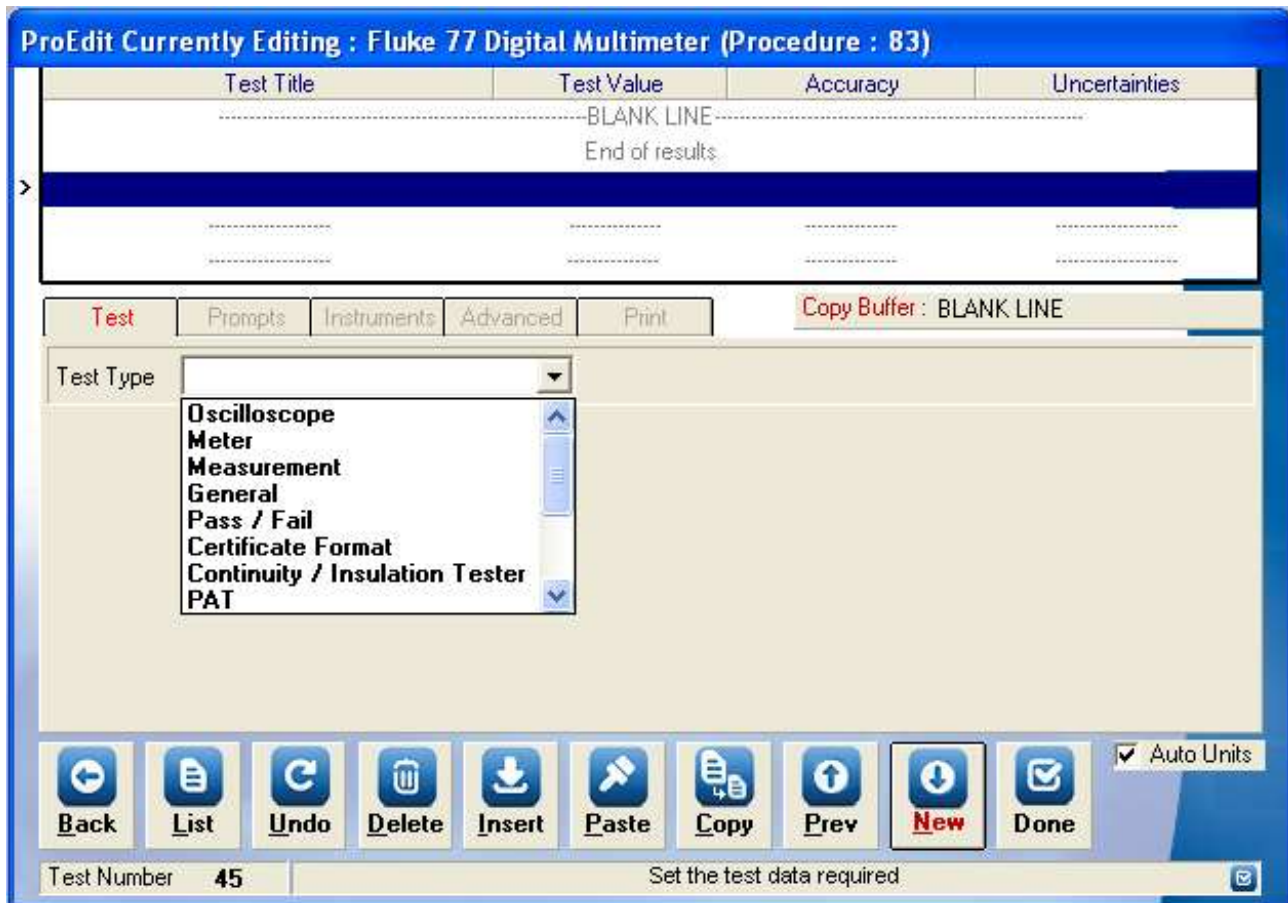 ProEdit Currently Editing : Fluke 77 Digital Multimeter (Procedure : 83)
Test Title Test Value Accuracy Uncertainties
---BLANK LINE---
End of results
>
Test Prompts Instruments Advanced Print Copy Buffer : BLANK LINE
Test Type
Oscilloscope
Meter
Measurement
General
Pass / Fail
Certificate Format
Continuity / Insulation Tester
PAT
Auto Units
Back List Undo Delete Insert Paste Copy Prev New Done
Test Number 45 Set the test data required